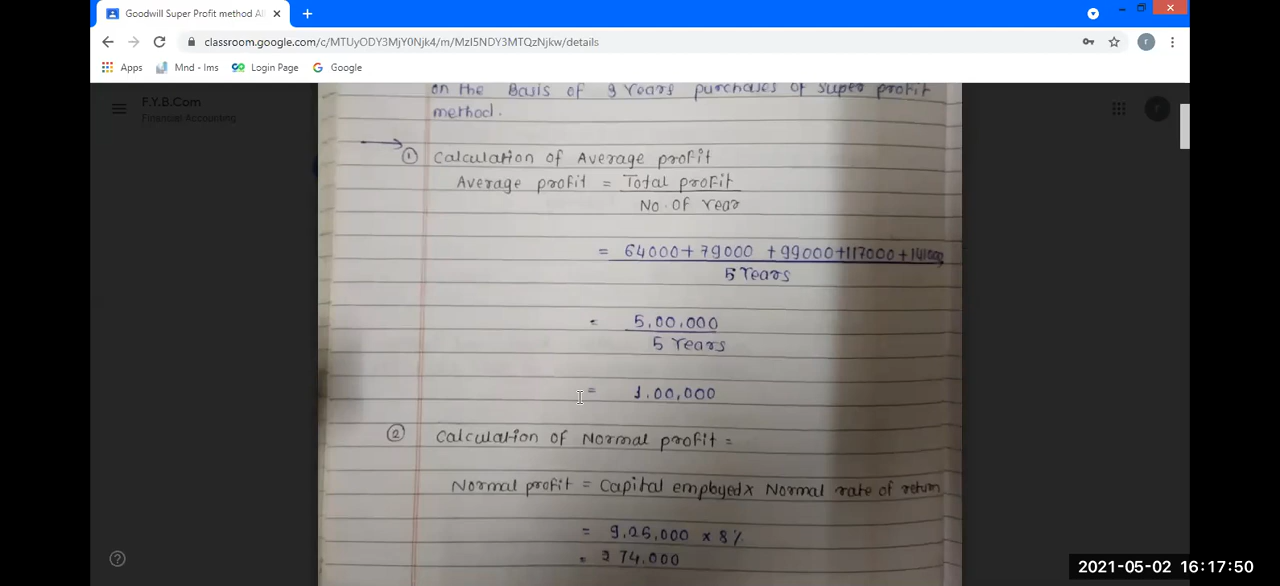 Goodwill Super Profit method Al
classroom.google.com/c/MTUyODY3MjY0Njk4/m/MzI5NDY3MTQzNjkw/details
Apps Mnd - Ims Login Page Google
F.Y.B.Com
Financial Accounting
on the Basis of 3 Years purchases of super profit
method.
① Calculation of Average profit
Average profit = Total profit
No. of Year
= 64000 + 79000 + 99000 + 117000 + 141000
5 Years
= 5,00,000
5 Years
= 1,00,000
② Calculation of Normal profit =
Normal profit = Capital employed x Normal rate of return
= 9,25,000 x 8%
= 74,000
2021-05-02 16:17:50